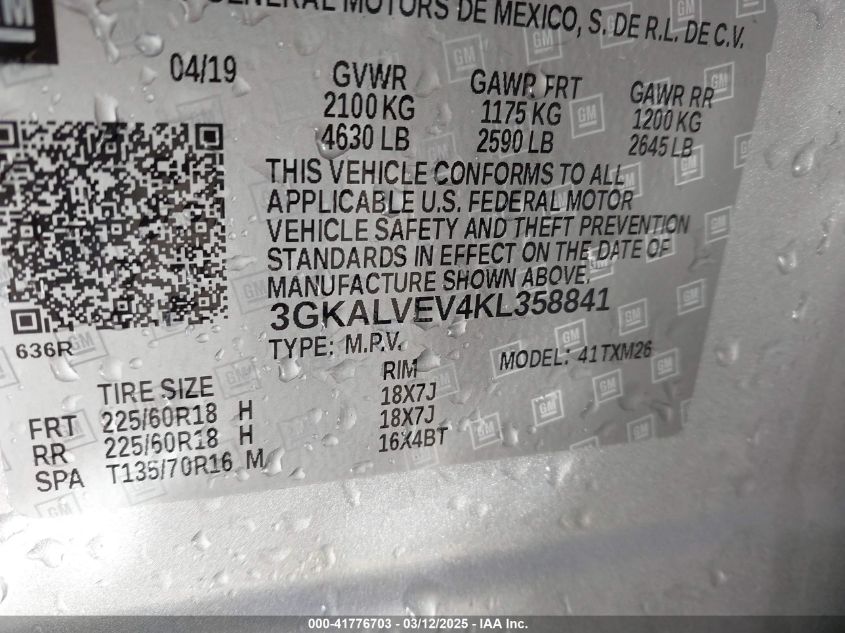 GM
GENERAL MOTORS DE MEXICO, S. DE R.L. DE C.V.
04/19 GVWR GAWR FRT GAWR RR
2100 KG 1175 KG 1200 KG
4630 LB 2590 LB 2645 LB
THIS VEHICLE CONFORMS TO ALL
APPLICABLE U.S. FEDERAL MOTOR
VEHICLE SAFETY AND THEFT PREVENTION
STANDARDS IN EFFECT ON THE DATE OF
MANUFACTURE SHOWN ABOVE.
3GKALVEV4KL358841
636R
TYPE: M.P.V. MODEL: 41TXM26
TIRE SIZE RIM
FRT 225/60R18 H 18X7J
RR 225/60R18 H 18X7J
SPA T135/70R16 M 16X4BT
000-41776703 - 03/12/2025 - IAA Inc.